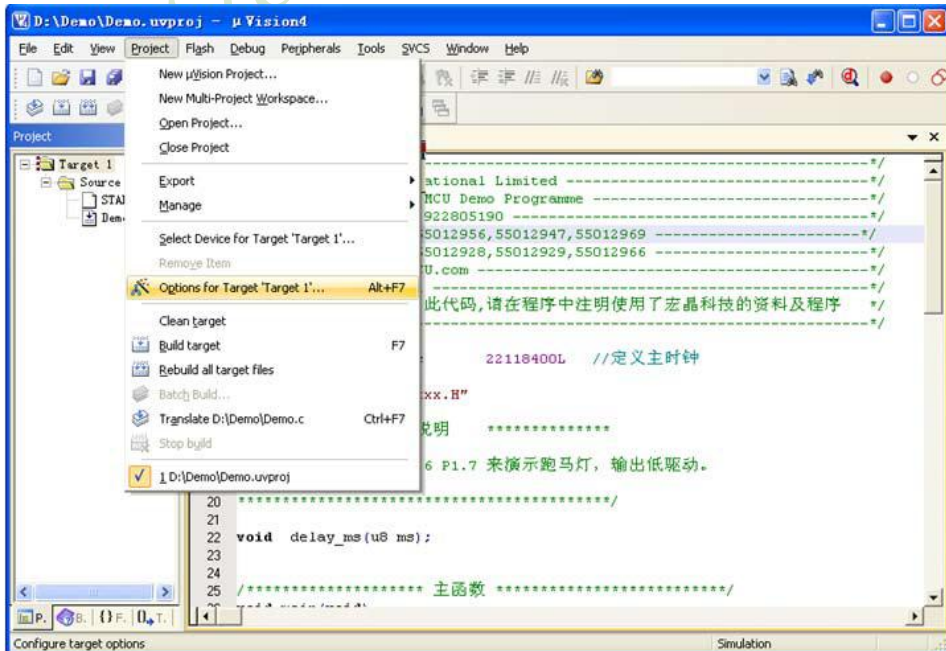 D:\Demo\Demo.uvproj - µVision4
File Edit View Project Flash Debug Peripherals Tools SVCS Window Help
Project
New µVision Project...
New Multi-Project Workspace...
Open Project...
Close Project
Export
Manage
Select Device for Target 'Target 1'...
Remove Item
Options for Target 'Target 1'... Alt+F7
Clean target
Build target F7
Rebuild all target files
Batch Build...
Translate D:\Demo\Demo.c Ctrl+F7
Stop build
1 D:\Demo\Demo.uvproj
Target 1
Source
STA
Dem
---*/
ational Limited ---*/
MCU Demo Programme ---*/
922805190 ---*/
55012956,55012947,55012969 ---*/
55012928,55012929,55012966 ---*/
U.com ---*/
---*/
此代码,请在程序中注明使用了宏晶科技的资料及程序 */
---*/
22118400L //定义主时钟
xx.H"
说明 **************
6 P1.7 来演示跑马灯, 输出低驱动。
20 ******************************************/
21
22 void delay_ms(u8 ms);
23
24
25 /******************** 主函数 **************************/
P. B. {} F. 0 T.
Configure target options Simulation